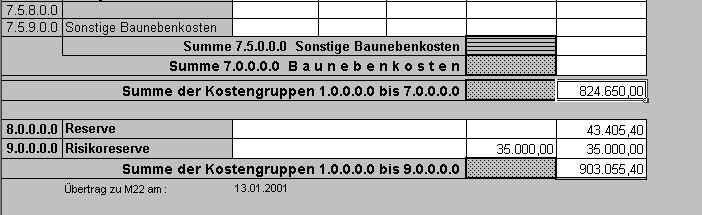 7.5.8.0.0
7.5.9.0.0 Sonstige Baunebenkosten
Summe 7.5.0.0.0 Sonstige Baunebenkosten
Summe 7.0.0.0.0 B a u n e b e n k o s t e n
Summe der Kostengruppen 1.0.0.0.0 bis 7.0.0.0.0 824.650,00
8.0.0.0.0 Reserve 43.405,40
9.0.0.0.0 Risikoreserve 35.000,00 35.000,00
Summe der Kostengruppen 1.0.0.0.0 bis 9.0.0.0.0 903.055,40
Übertrag zu M22 am : 13.01.2001